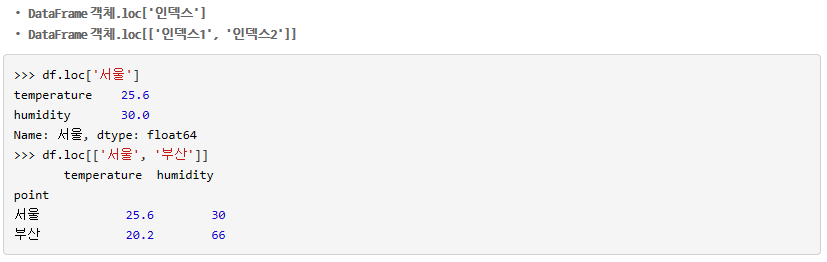 • DataFrame 객체.loc['인덱스']
• DataFrame 객체.loc[['인덱스1', '인덱스2']]
>>> df.loc['서울']
temperature    25.6
humidity       30.0
Name: 서울, dtype: float64
>>> df.loc[['서울', '부산']]
       temperature  humidity
point
서울            25.6        30
부산            20.2        66